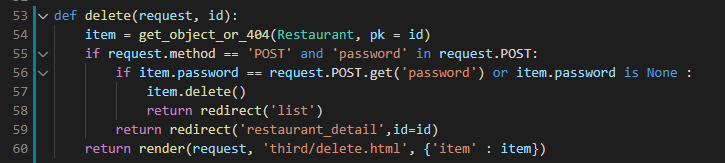 53 def delete(request, id):
54 item = get_object_or_404(Restaurant, pk = id)
55 if request.method == 'POST' and 'password' in request.POST:
56 if item.password == request.POST.get('password') or item.password is None :
57 item.delete()
58 return redirect('list')
59 return redirect('restaurant_detail',id=id)
60 return render(request, 'third/delete.html', {'item' : item})